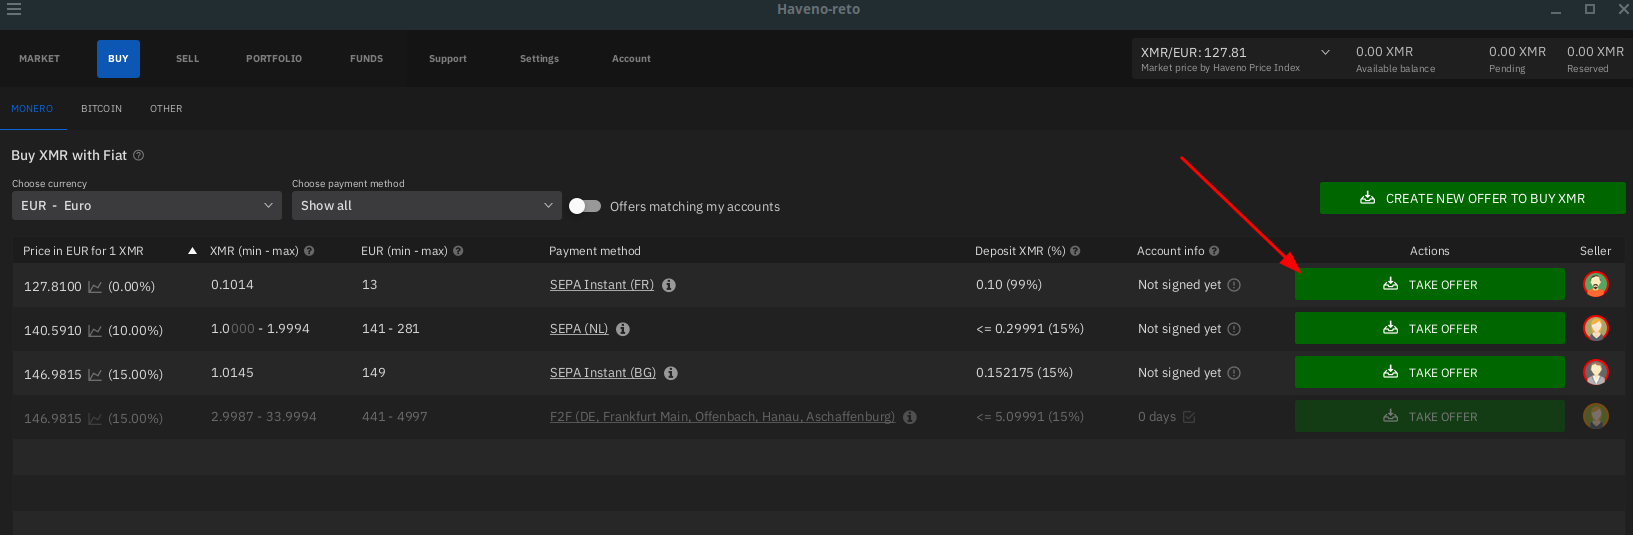 Haveno-reto
MARKET BUY SELL PORTFOLIO FUNDS Support Settings Account
XMR/EUR: 127.81 0.00 XMR 0.00 XMR 0.00 XMR
Market price by Haveno Price Index Available balance Pending Reserved
MONERO BITCOIN OTHER
Buy XMR with Fiat
Choose currency Choose payment method
EUR - Euro Show all Offers matching my accounts CREATE NEW OFFER TO BUY XMR
Price in EUR for 1 XMR XMR (min - max) EUR (min - max) Payment method Deposit XMR (%) Account info Actions Seller
127.8100 (0.00%) 0.1014 13 SEPA Instant (FR) 0.10 (99%) Not signed yet TAKE OFFER
140.5910 (10.00%) 1.0000 - 1.9994 141 - 281 SEPA (NL) <= 0.29991 (15%) Not signed yet TAKE OFFER
146.9815 (15.00%) 1.0145 149 SEPA Instant (BG) 0.152175 (15%) Not signed yet TAKE OFFER
146.9815 (15.00%) 2.9987 - 33.9994 441 - 4997 F2F (DE, Frankfurt Main, Offenbach, Hanau, Aschaffenburg) <= 5.09991 (15%) 0 days TAKE OFFER